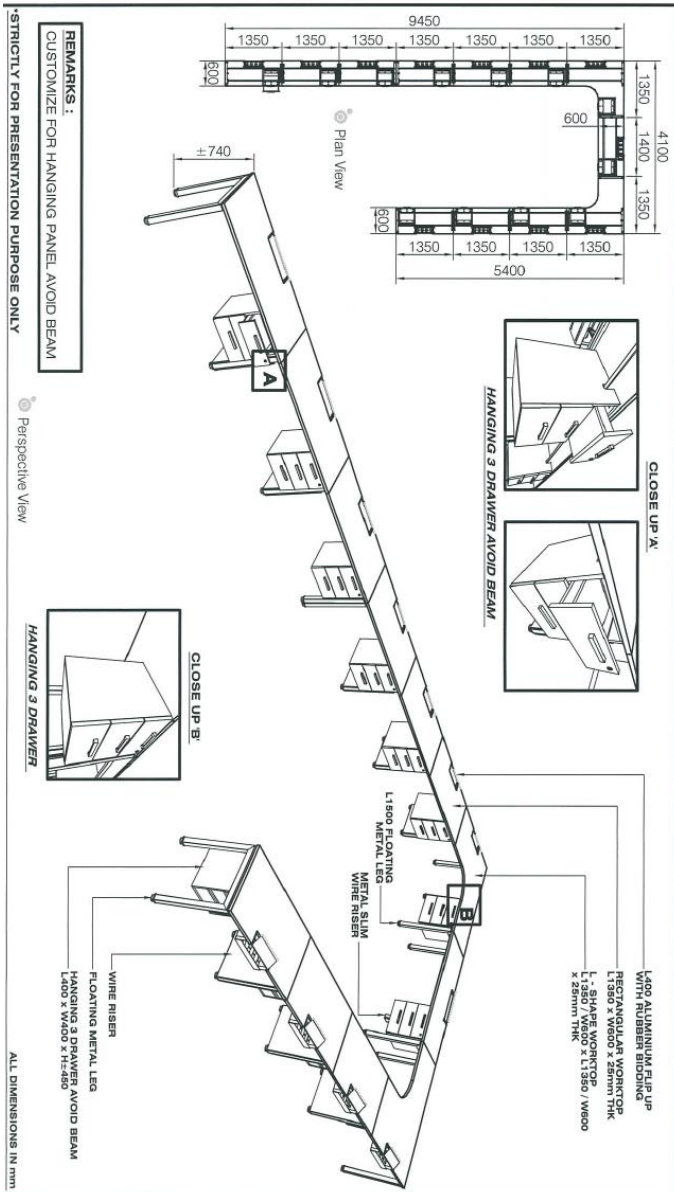 9450
1350 1350 1350 1350 1350 1350 1350
600
4100
1350 1400 1350
600
600
1350 1350 1350 1350
5400
Plan View
CLOSE UP 'A'
HANGING 3 DRAWER AVOID BEAM
L400 ALUMINIUM FLIP UP
WITH RUBBER BIDDING
RECTANGULAR WORKTOP
L1350 x W600 x 25mm THK
L - SHAPE WORKTOP
L1350 / W600 x L1350 / W600
x 25mm THK
±740
A
B
L1500 FLOATING
METAL LEG
METAL SLIM
WIRE RISER
WIRE RISER
FLOATING METAL LEG
HANGING 3 DRAWER AVOID BEAM
L400 x W400 x H±450
CLOSE UP 'B'
HANGING 3 DRAWER
Perspective View
REMARKS :
CUSTOMIZE FOR HANGING PANEL AVOID BEAM
*STRICTLY FOR PRESENTATION PURPOSE ONLY
ALL DIMENSIONS IN mm